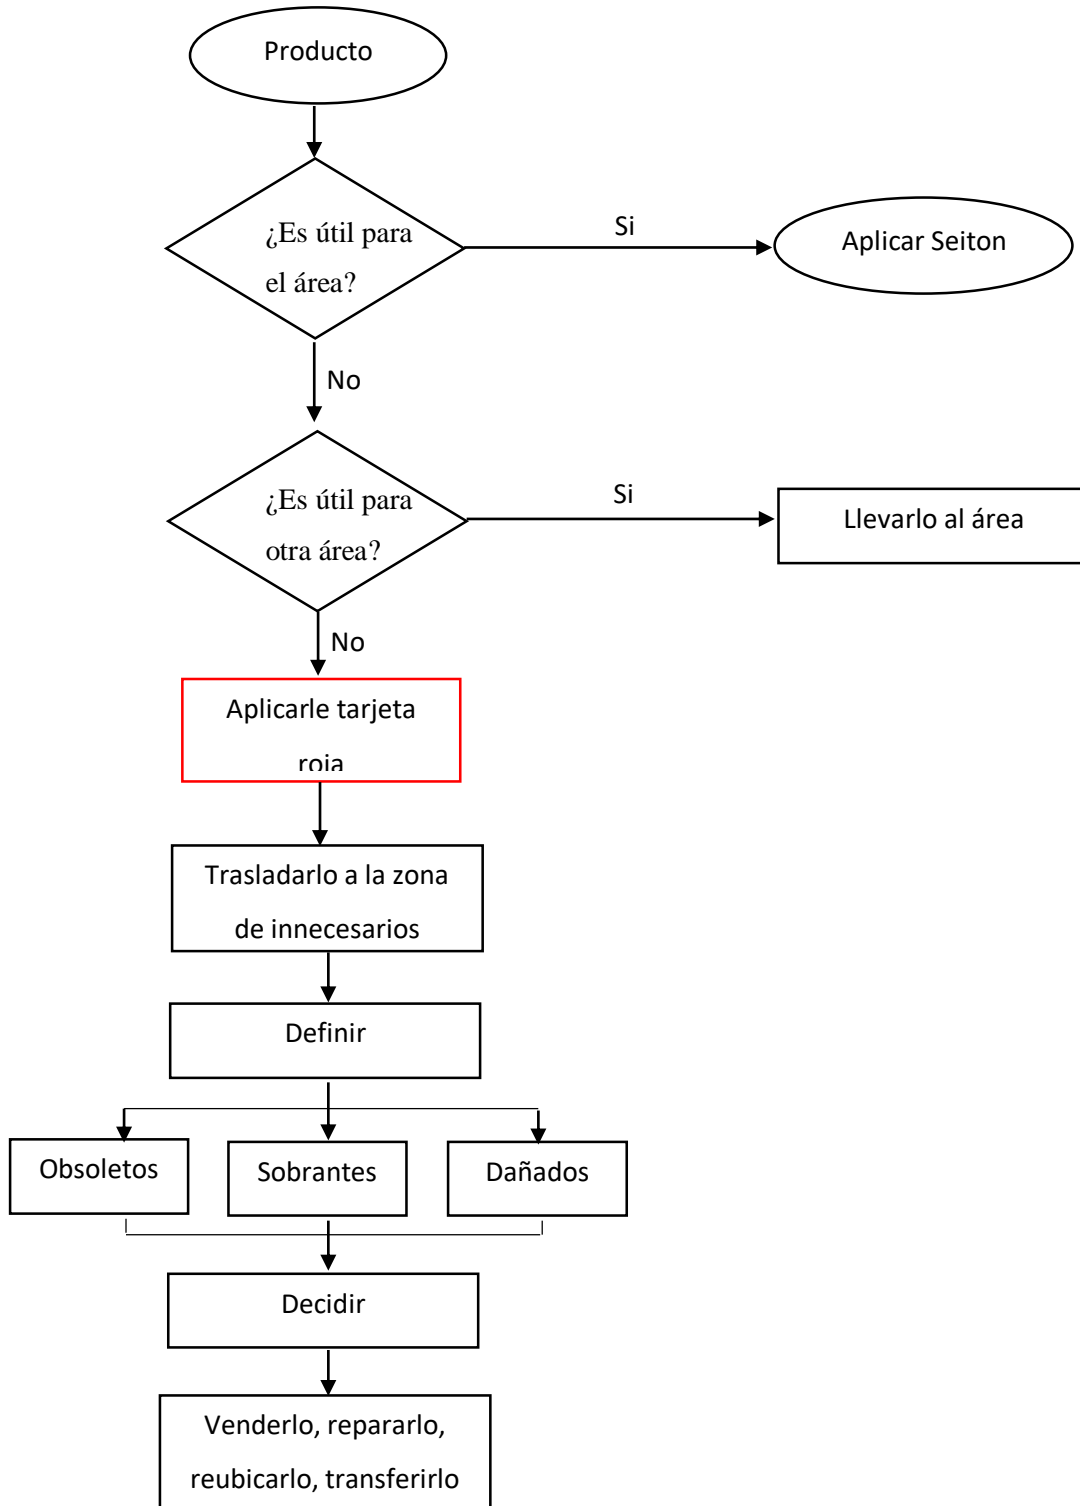 Producto
¿Es útil para
el área?
Si
Aplicar Seiton
No
¿Es útil para
otra área?
Si
Llevarlo al área
No
Aplicarle tarjeta
roja
Trasladarlo a la zona
de innecesarios
Definir
Obsoletos
Sobrantes
Dañados
Decidir
Venderlo, repararlo,
reubicarlo, transferirlo